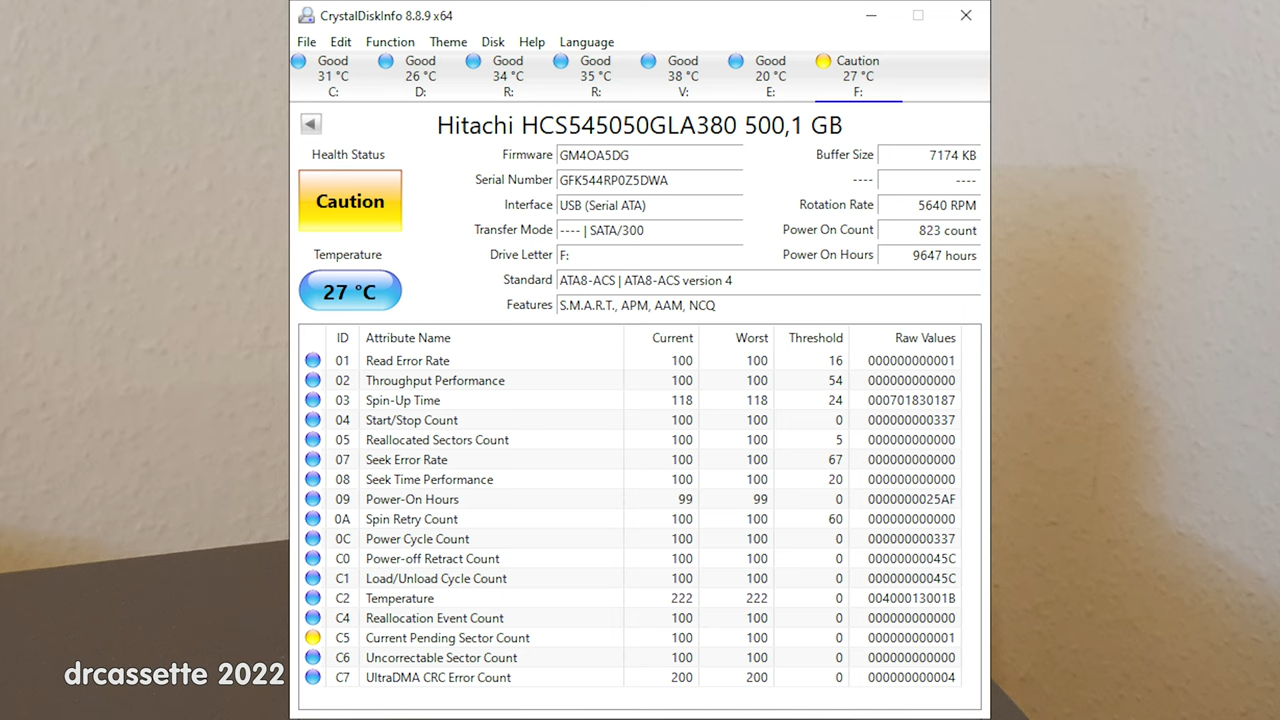 CrystalDiskInfo 8.8.9 x64
File Edit Function Theme Disk Help Language
Good Good Good Good Good Good Caution
31 °C 26 °C 34 °C 35 °C 38 °C 20 °C 27 °C
C: D: R: R: V: E: F:
Hitachi HCS545050GLA380 500,1 GB
Health Status Firmware GM4OA5DG Buffer Size 7174 KB
Serial Number GFK544RP0Z5DWA ---- ----
Caution Interface USB (Serial ATA) Rotation Rate 5640 RPM
Transfer Mode ---- | SATA/300 Power On Count 823 count
Temperature Drive Letter F: Power On Hours 9647 hours
27 °C Standard ATA8-ACS | ATA8-ACS version 4
Features S.M.A.R.T., APM, AAM, NCQ
ID Attribute Name Current Worst Threshold Raw Values
01 Read Error Rate 100 100 16 000000000001
02 Throughput Performance 100 100 54 000000000000
03 Spin-Up Time 118 118 24 000701830187
04 Start/Stop Count 100 100 0 000000000337
05 Reallocated Sectors Count 100 100 5 000000000000
07 Seek Error Rate 100 100 67 000000000000
08 Seek Time Performance 100 100 20 000000000000
09 Power-On Hours 99 99 0 0000000025AF
0A Spin Retry Count 100 100 60 000000000000
0C Power Cycle Count 100 100 0 000000000337
C0 Power-off Retract Count 100 100 0 00000000045C
C1 Load/Unload Cycle Count 100 100 0 00000000045C
C2 Temperature 222 222 0 00400013001B
C4 Reallocation Event Count 100 100 0 000000000000
C5 Current Pending Sector Count 100 100 0 000000000001
C6 Uncorrectable Sector Count 100 100 0 000000000000
C7 UltraDMA CRC Error Count 200 200 0 000000000004
drcassette 2022